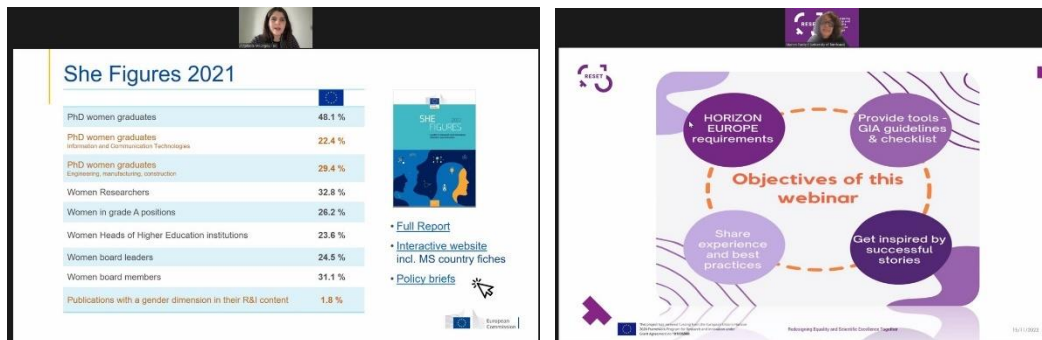 She Figures 2021
PhD women graduates 48.1 %
PhD women graduates 22.4 %
Information and Communication Technologies
PhD women graduates 29.4 %
Engineering, manufacturing, construction
Women Researchers 32.8 %
Women in grade A positions 26.2 %
Women Heads of Higher Education institutions 23.6 %
Women board leaders 24.5 %
Women board members 31.1 %
Publications with a gender dimension in their R&I content 1.8 %
SHE
FIGURES
• Full Report
• Interactive website
incl. MS country fiches
• Policy briefs
European
Commission
RESET
HORIZON
EUROPE
requirements
Provide tools -
GIA guidelines
& checklist
Objectives of this
webinar
Share
experience
and best
practices
Get inspired by
successful
stories
Redesigning Equality and Scientific Excellence Together